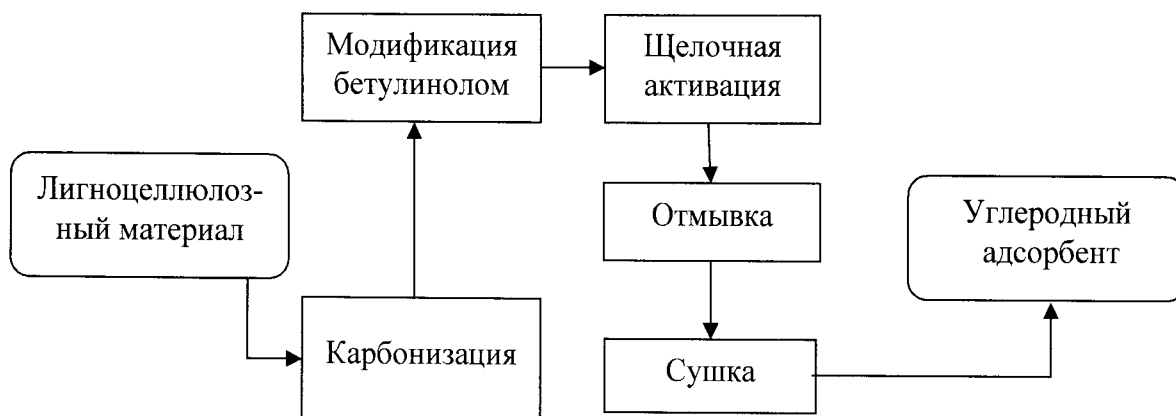 Модификация
бетулинолом
Щелочная
активация
Лигноцеллюлоз-
ный материал
Отмывка
Углеродный
адсорбент
Карбонизация
Сушка